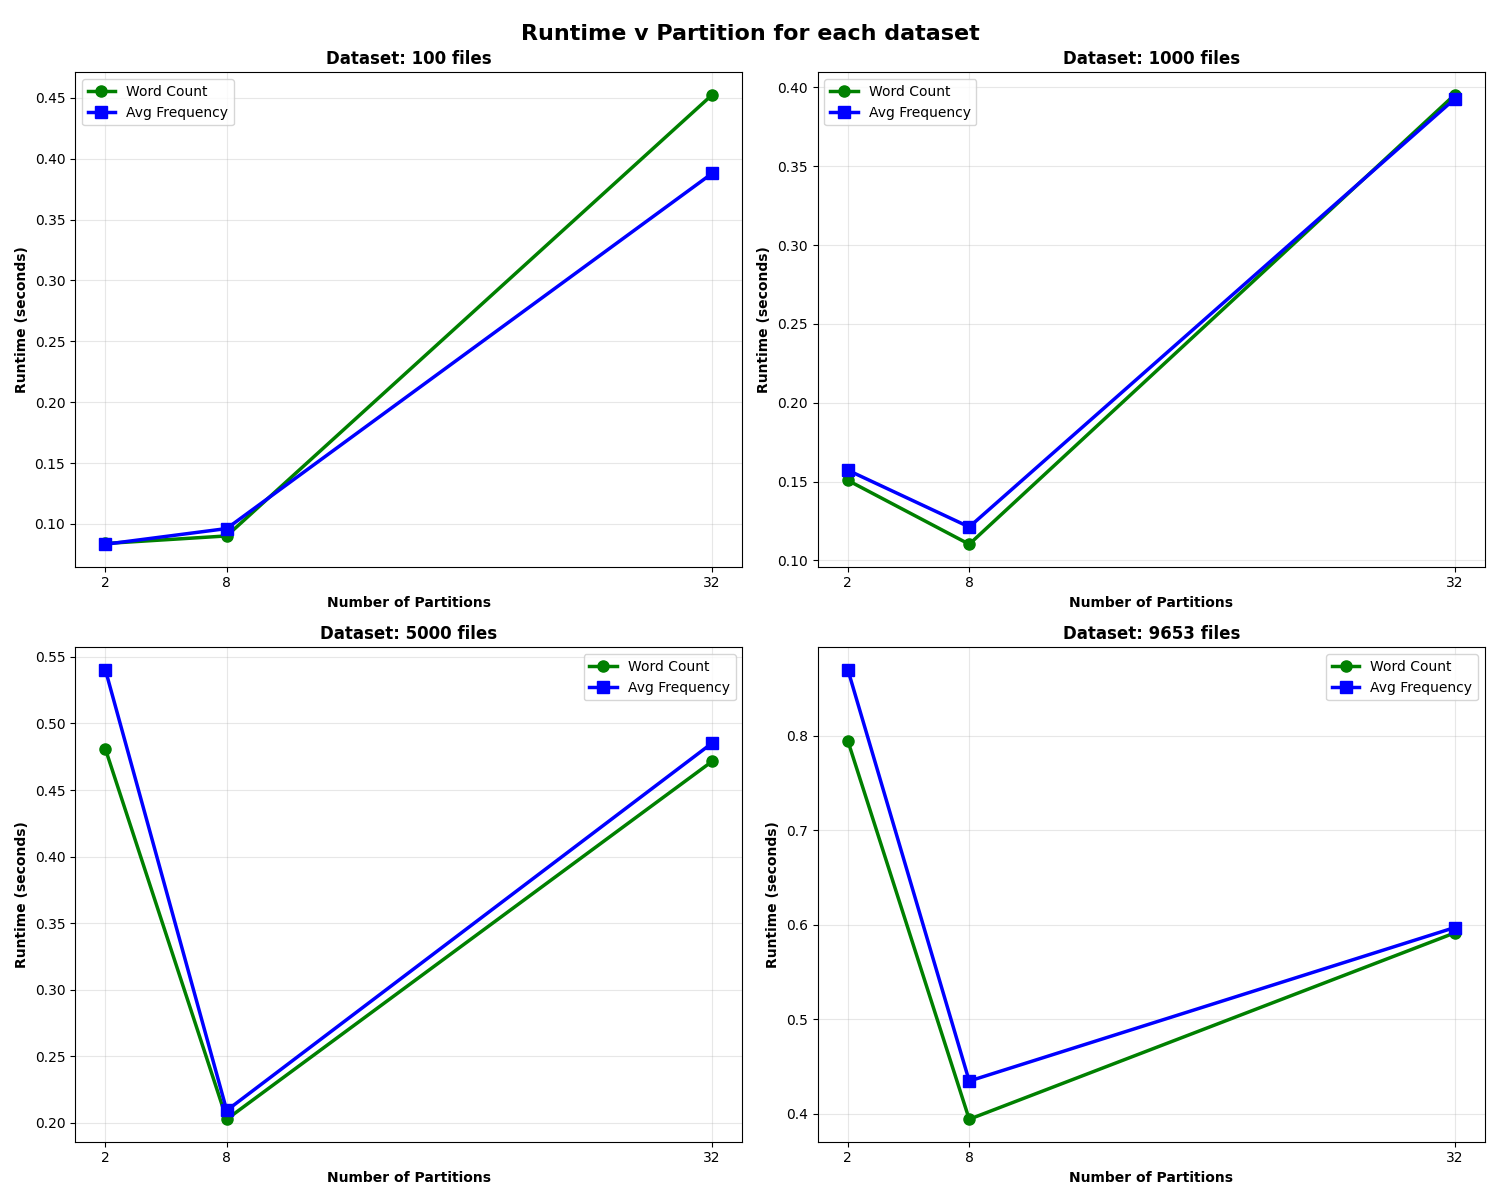 Runtime v Partition for each dataset
Dataset: 100 files
Word Count
Avg Frequency
0.45
0.40
0.35
0.30
0.25
0.20
0.15
0.10
Runtime (seconds)
2 8 32
Number of Partitions
Dataset: 1000 files
Word Count
Avg Frequency
0.40
0.35
0.30
0.25
0.20
0.15
0.10
Runtime (seconds)
2 8 32
Number of Partitions
Dataset: 5000 files
Word Count
Avg Frequency
0.55
0.50
0.45
0.40
0.35
0.30
0.25
0.20
Runtime (seconds)
2 8 32
Number of Partitions
Dataset: 9653 files
Word Count
Avg Frequency
0.8
0.7
0.6
0.5
0.4
Runtime (seconds)
2 8 32
Number of Partitions